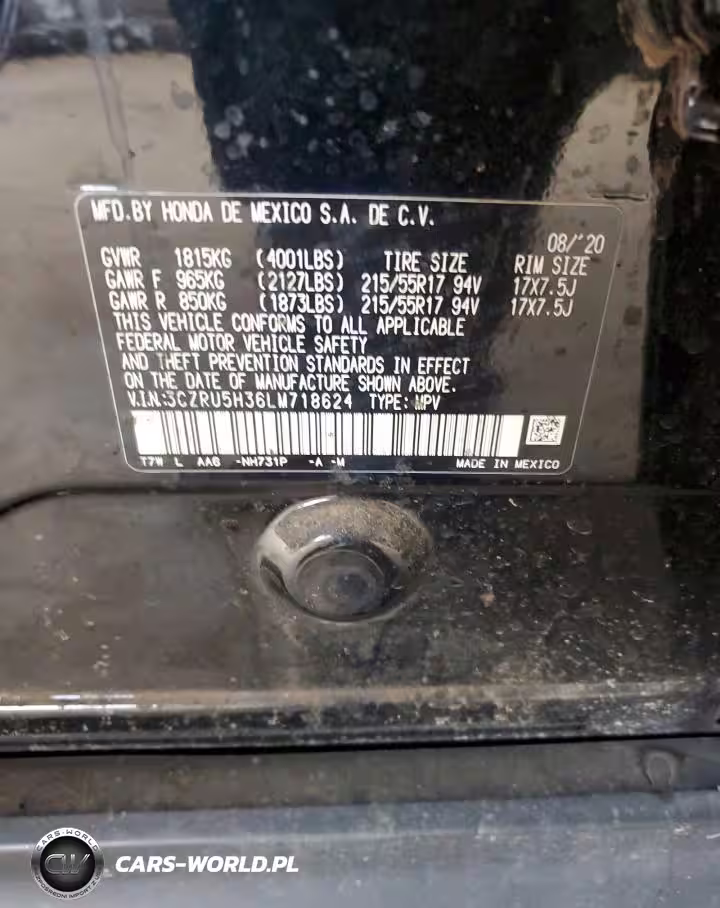 MFD.BY HONDA DE MEXICO S.A. DE C.V.
08/'20
GVWR 1815KG (4001LBS) TIRE SIZE RIM SIZE
GAWR F 965KG (2127LBS) 215/55R17 94V 17X7.5J
GAWR R 850KG (1873LBS) 215/55R17 94V 17X7.5J
THIS VEHICLE CONFORMS TO ALL APPLICABLE
FEDERAL MOTOR VEHICLE SAFETY
AND THEFT PREVENTION STANDARDS IN EFFECT
ON THE DATE OF MANUFACTURE SHOWN ABOVE.
V.I.N.:3CZRU5H36LM718624 TYPE: MPV
T7W L AAG -NH731P -A -M MADE IN MEXICO
CARS-WORLD
CW
CARS-WORLD.PL